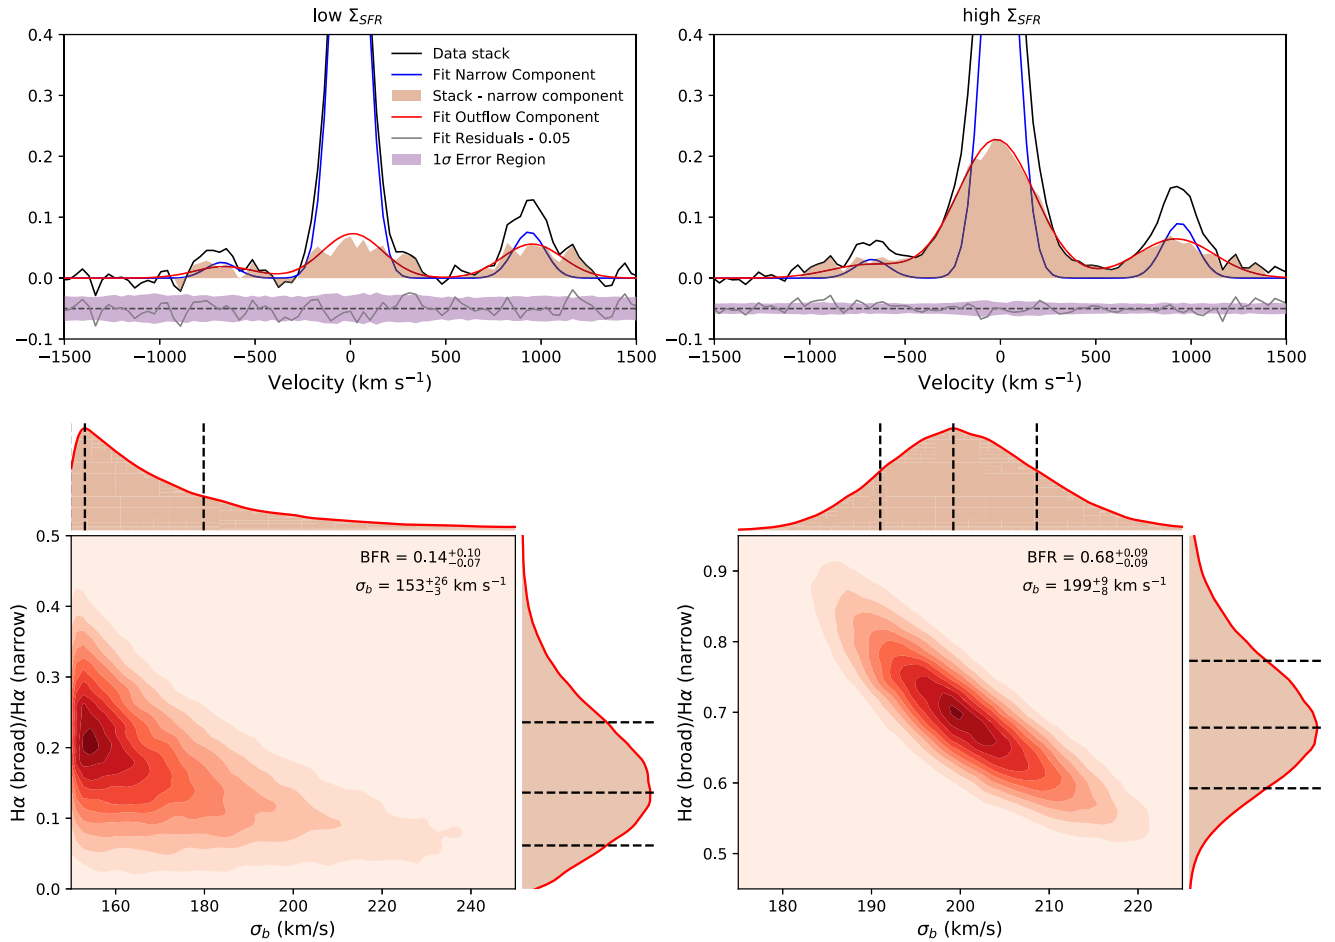 low Σ_SFR
high Σ_SFR
0.4
0.3
0.2
0.1
0.0
−0.1
Data stack
Fit Narrow Component
Stack - narrow component
Fit Outflow Component
Fit Residuals - 0.05
1σ Error Region
−1500 −1000 −500 0 500 1000 1500
Velocity (km s⁻¹)
0.4
0.3
0.2
0.1
0.0
−0.1
−1500 −1000 −500 0 500 1000 1500
Velocity (km s⁻¹)
BFR = 0.14^{+0.10}_{−0.07}
σ_b = 153^{+26}_{−3} km s⁻¹
Hα (broad)/Hα (narrow)
0.5
0.4
0.3
0.2
0.1
0.0
160 180 200 220 240
σ_b (km/s)
BFR = 0.68^{+0.09}_{−0.09}
σ_b = 199^{+9}_{−8} km s⁻¹
Hα (broad)/Hα (narrow)
0.9
0.8
0.7
0.6
0.5
180 190 200 210 220
σ_b (km/s)